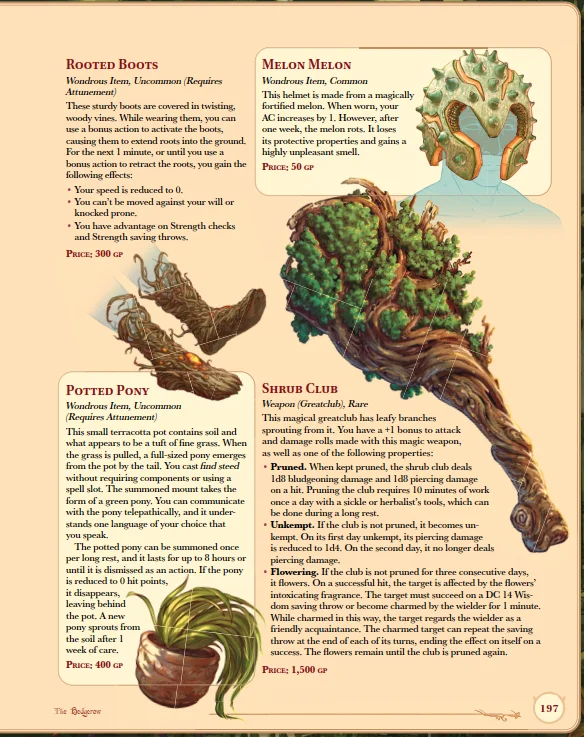 ROOTED BOOTS
Wondrous Item, Uncommon (Requires
Attunement)
These sturdy boots are covered in twisting,
woody vines. While wearing them, you can
use a bonus action to activate the boots,
causing them to extend roots into the ground.
For the next 1 minute, or until you use a
bonus action to retract the roots, you gain the
following effects:
• Your speed is reduced to 0.
• You can't be moved against your will or
knocked prone.
• You have advantage on Strength checks
and Strength saving throws.
PRICE: 300 GP
MELON MELON
Wondrous Item, Common
This helmet is made from a magically
fortified melon. When worn, your
AC increases by 1. However, after
one week, the melon rots. It loses
its protective properties and gains a
highly unpleasant smell.
PRICE: 50 GP
POTTED PONY
Wondrous Item, Uncommon
(Requires Attunement)
This small terracotta pot contains soil and
what appears to be a tuft of fine grass. When
the grass is pulled, a full-sized pony emerges
from the pot by the tail. You cast find steed
without requiring components or using a
spell slot. The summoned mount takes the
form of a green pony. You can communicate
with the pony telepathically, and it under-
stands one language of your choice that
you speak.
The potted pony can be summoned once
per long rest, and it lasts for up to 8 hours or
until it is dismissed as an action. If the pony
is reduced to 0 hit points,
it disappears,
leaving behind
the pot. A new
pony sprouts from
the soil after 1
week of care.
PRICE: 400 GP
SHRUB CLUB
Weapon (Greatclub), Rare
This magical greatclub has leafy branches
sprouting from it. You have a +1 bonus to attack
and damage rolls made with this magic weapon,
as well as one of the following properties:
• Pruned. When kept pruned, the shrub club deals
1d8 bludgeoning damage and 1d8 piercing damage
on a hit. Pruning the club requires 10 minutes of work
once a day with a sickle or herbalist's tools, which can
be done during a long rest.
• Unkempt. If the club is not pruned, it becomes un-
kempt. On its first day unkempt, its piercing damage
is reduced to 1d4. On the second day, it no longer deals
piercing damage.
• Flowering. If the club is not pruned for three consecutive days,
it flowers. On a successful hit, the target is affected by the flowers'
intoxicating fragrance. The target must succeed on a DC 14 Wis-
dom saving throw or become charmed by the wielder for 1 minute.
While charmed in this way, the target regards the wielder as a
friendly acquaintance. The charmed target can repeat the saving
throw at the end of each of its turns, ending the effect on itself on a
success. The flowers remain until the club is pruned again.
PRICE: 1,500 GP
The Hedgerow
197